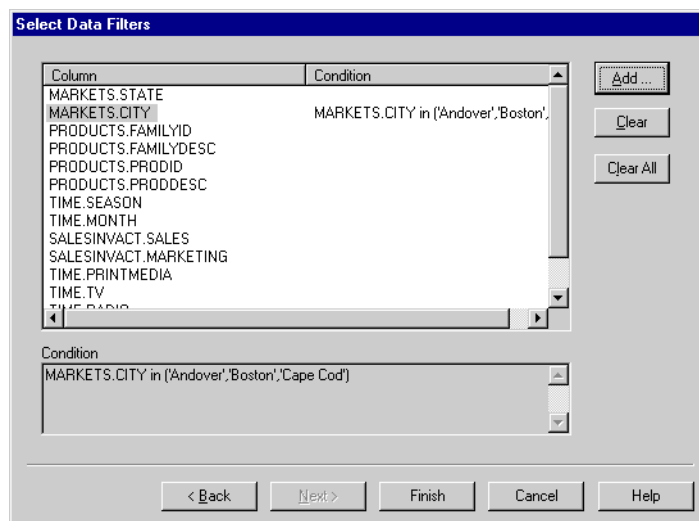 Select Data Filters
Column Condition
MARKETS.STATE
MARKETS.CITY MARKETS.CITY in ('Andover','Boston',
PRODUCTS.FAMILYID
PRODUCTS.FAMILYDESC
PRODUCTS.PRODID
PRODUCTS.PRODDESC
TIME.SEASON
TIME.MONTH
SALESINVACT.SALES
SALESINVACT.MARKETING
TIME.PRINTMEDIA
TIME.TV
TIME.RADIO
Add ...
Clear
Clear All
Condition
MARKETS.CITY in ('Andover','Boston','Cape Cod')
< Back Next > Finish Cancel Help